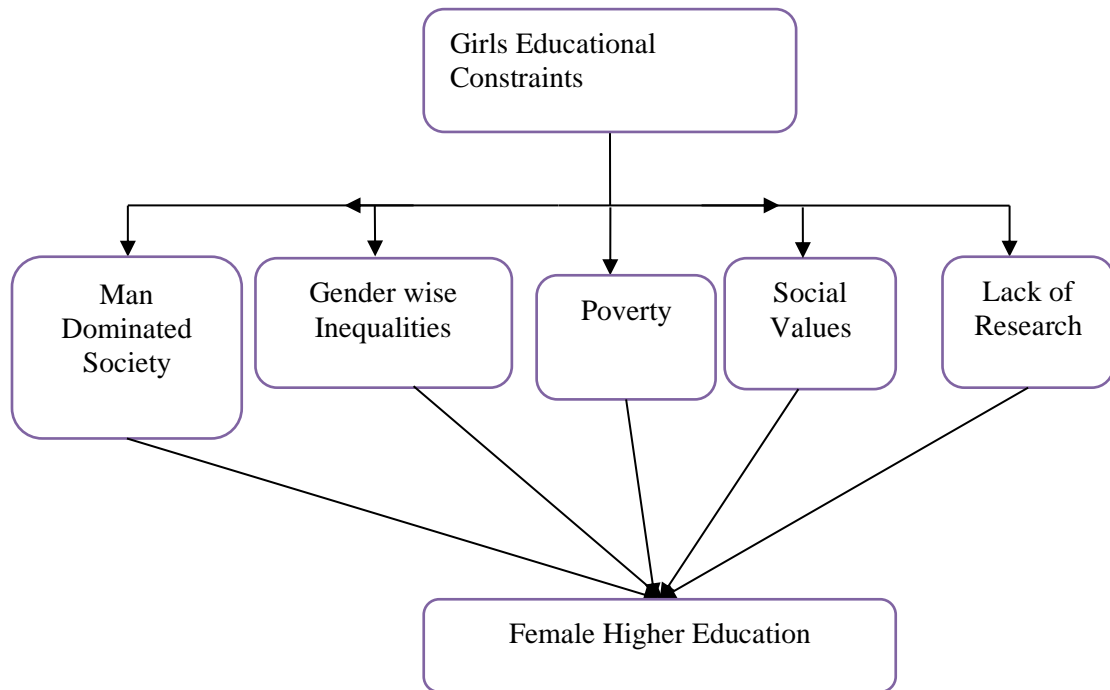 Girls Educational
Constraints
Man
Dominated
Society
Gender wise
Inequalities
Poverty
Social
Values
Lack of
Research
Female Higher Education